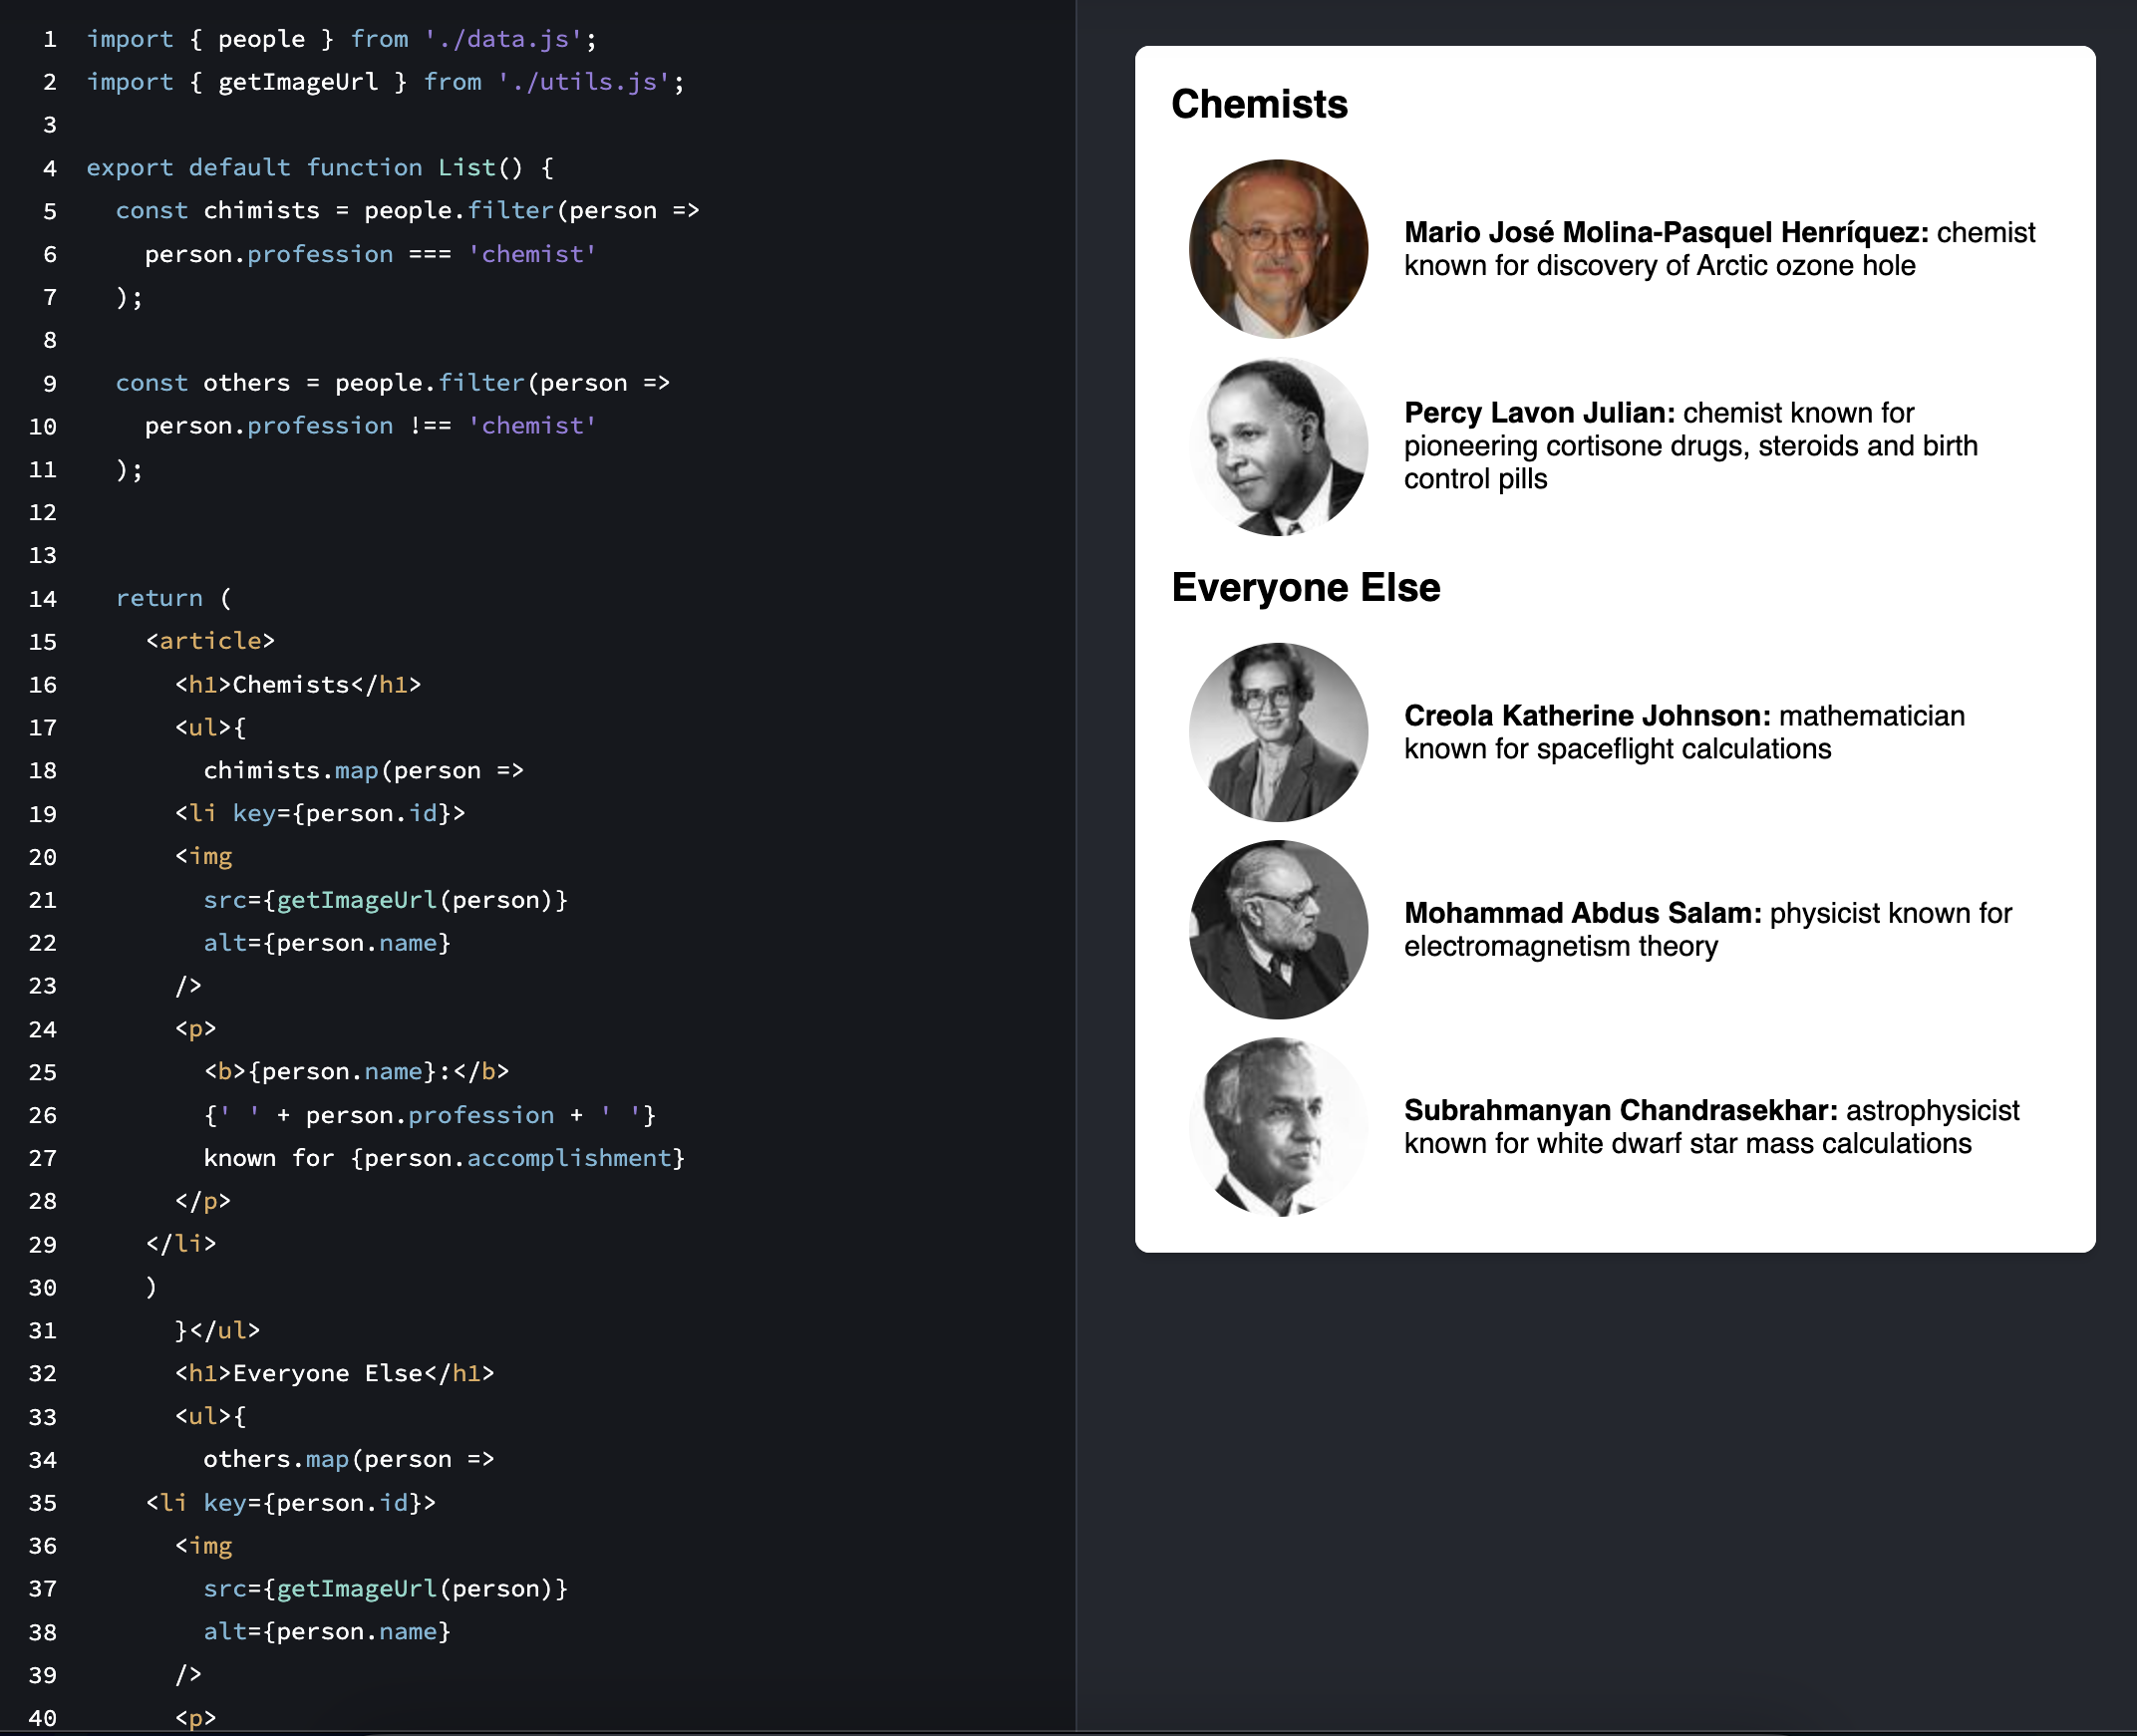 1 import { people } from './data.js';
2 import { getImageUrl } from './utils.js';
3
4 export default function List() {
5   const chimists = people.filter(person =>
6     person.profession === 'chemist'
7   );
8
9   const others = people.filter(person =>
10     person.profession !== 'chemist'
11   );
12
13
14   return (
15     <article>
16       <h1>Chemists</h1>
17       <ul>{
18         chimists.map(person =>
19       <li key={person.id}>
20       <img
21         src={getImageUrl(person)}
22         alt={person.name}
23       />
24       <p>
25         <b>{person.name}:</b>
26         {' ' + person.profession + ' '}
27         known for {person.accomplishment}
28       </p>
29     </li>
30     )
31       }</ul>
32       <h1>Everyone Else</h1>
33       <ul>{
34         others.map(person =>
35     <li key={person.id}>
36       <img
37         src={getImageUrl(person)}
38         alt={person.name}
39       />
40       <p>
Chemists
Mario José Molina-Pasquel Henríquez: chemist
known for discovery of Arctic ozone hole
Percy Lavon Julian: chemist known for
pioneering cortisone drugs, steroids and birth
control pills
Everyone Else
Creola Katherine Johnson: mathematician
known for spaceflight calculations
Mohammad Abdus Salam: physicist known for
electromagnetism theory
Subrahmanyan Chandrasekhar: astrophysicist
known for white dwarf star mass calculations